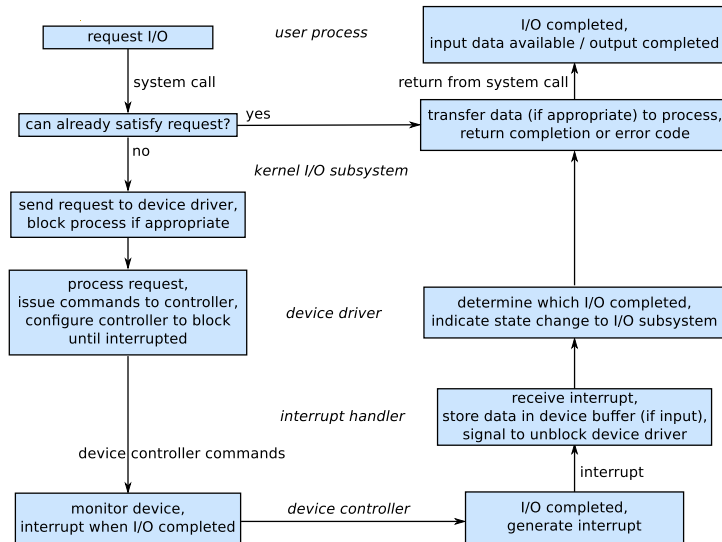 request I/O
user process
I/O completed,
input data available / output completed
system call
return from system call
can already satisfy request?
yes
transfer data (if appropriate) to process,
return completion or error code
no
kernel I/O subsystem
send request to device driver,
block process if appropriate
process request,
issue commands to controller,
configure controller to block
until interrupted
device driver
determine which I/O completed,
indicate state change to I/O subsystem
interrupt handler
receive interrupt,
store data in device buffer (if input),
signal to unblock device driver
device controller commands
interrupt
monitor device,
interrupt when I/O completed
device controller
I/O completed,
generate interrupt